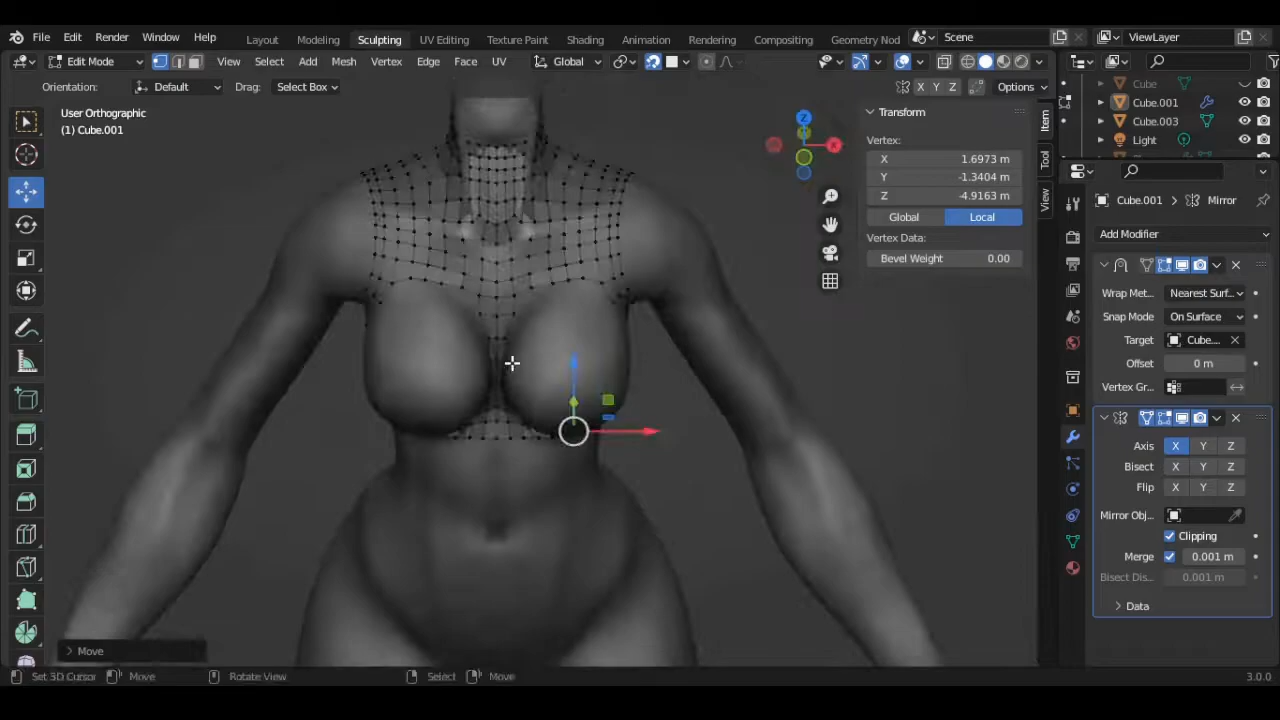 File Edit Render Window Help Layout Modeling Sculpting UV Editing Texture Paint Shading Animation Rendering Compositing Geometry Nod Scene ViewLayer
Edit Mode View Select Add Mesh Vertex Edge Face UV Global
Orientation: Default Drag: Select Box X Y Z Options
User Orthographic
(1) Cube.001
Z
X
Transform
Vertex:
X 1.6973 m
Y -1.3404 m
Z -4.9163 m
Global Local
Vertex Data:
Bevel Weight 0.00
Item
Tool
View
Cube
Cube.001
Cube.003
Light
Cube.001 Mirror
Add Modifier
Wrap Met... Nearest Surf...
Snap Mode On Surface
Target Cube...
Offset 0 m
Vertex Gr...
Axis X Y Z
Bisect X Y Z
Flip X Y Z
Mirror Obj...
Clipping
Merge 0.001 m
Bisect Dis... 0.001 m
Data
Move
Set 3D Cursor Move Rotate View Select Move 3.0.0